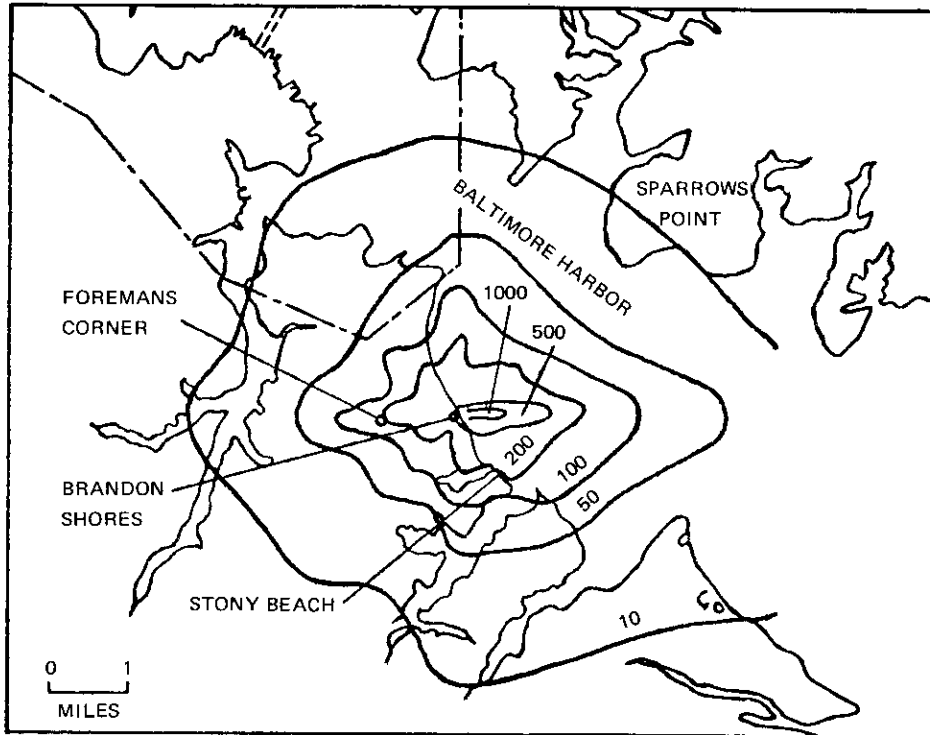 SPARROWS
POINT
BALTIMORE HARBOR
FOREMANS
CORNER
1000
500
200
100
50
BRANDON
SHORES
STONY BEACH
10
0 1
MILES